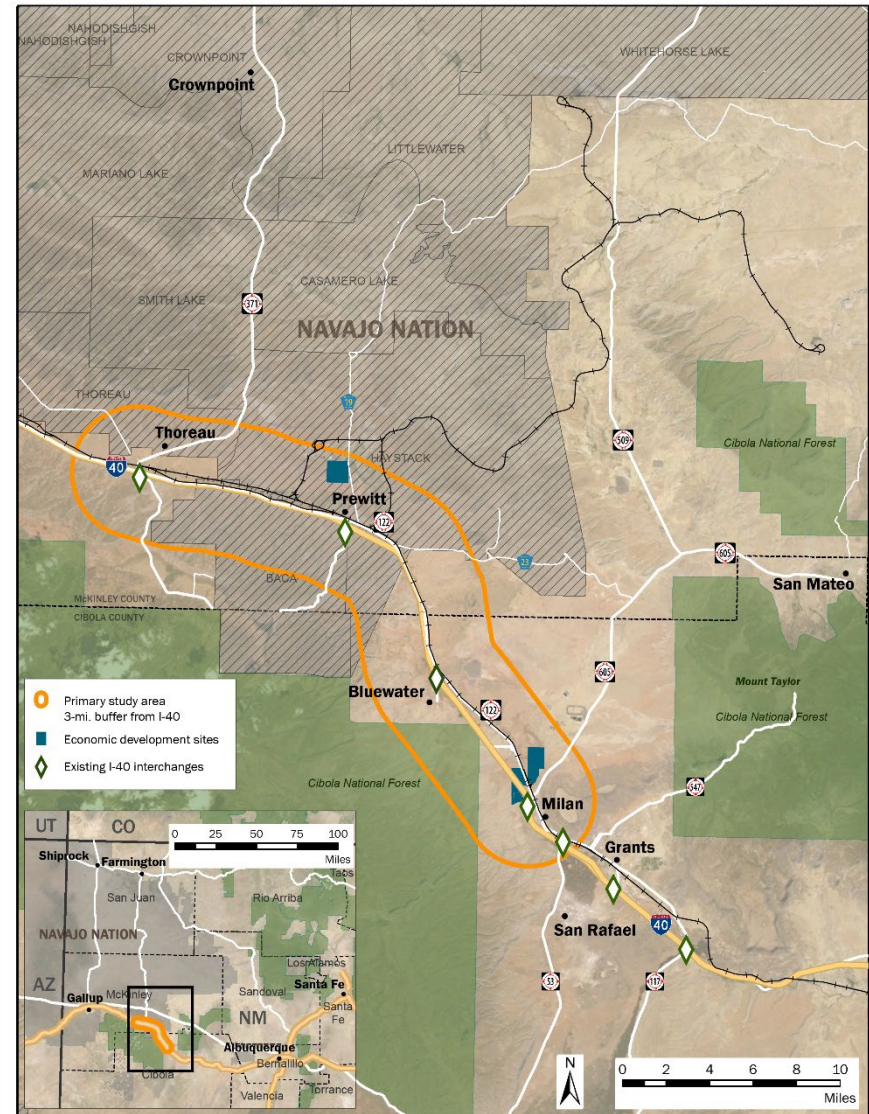 NAHODISHGISH
NAHODISHGISH
CROWNPOINT
Crownpoint
WHITEHORSE LAKE
LITTLEWATER
MARIANO LAKE
CASAMERO LAKE
SMITH LAKE
371
NAVAJO NATION
THOREAU
19
Thoreau
509
Cibola National Forest
HAYSTACK
40
Prewitt
122
23
605
San Mateo
BACA
McKINLEY COUNTY
CIBOLA COUNTY
605
Mount Taylor
Cibola National Forest
Bluewater
122
Primary study area
3-mi. buffer from I-40
Economic development sites
Existing I-40 interchanges
Cibola National Forest
547
Milan
Grants
San Rafael
40
53
117
UT
CO
0 25 50 75 100
Miles
Shiprock
Farmington
Taos
San Juan
Rio Arriba
NAVAJO NATION
Los Alamos
AZ
McKinley
Sandoval
Santa Fe
Gallup
NM
Santa
Fe
Albuquerque
Bernalillo
Cibola
Valencia
Torrance
N
0 2 4 6 8 10
Miles